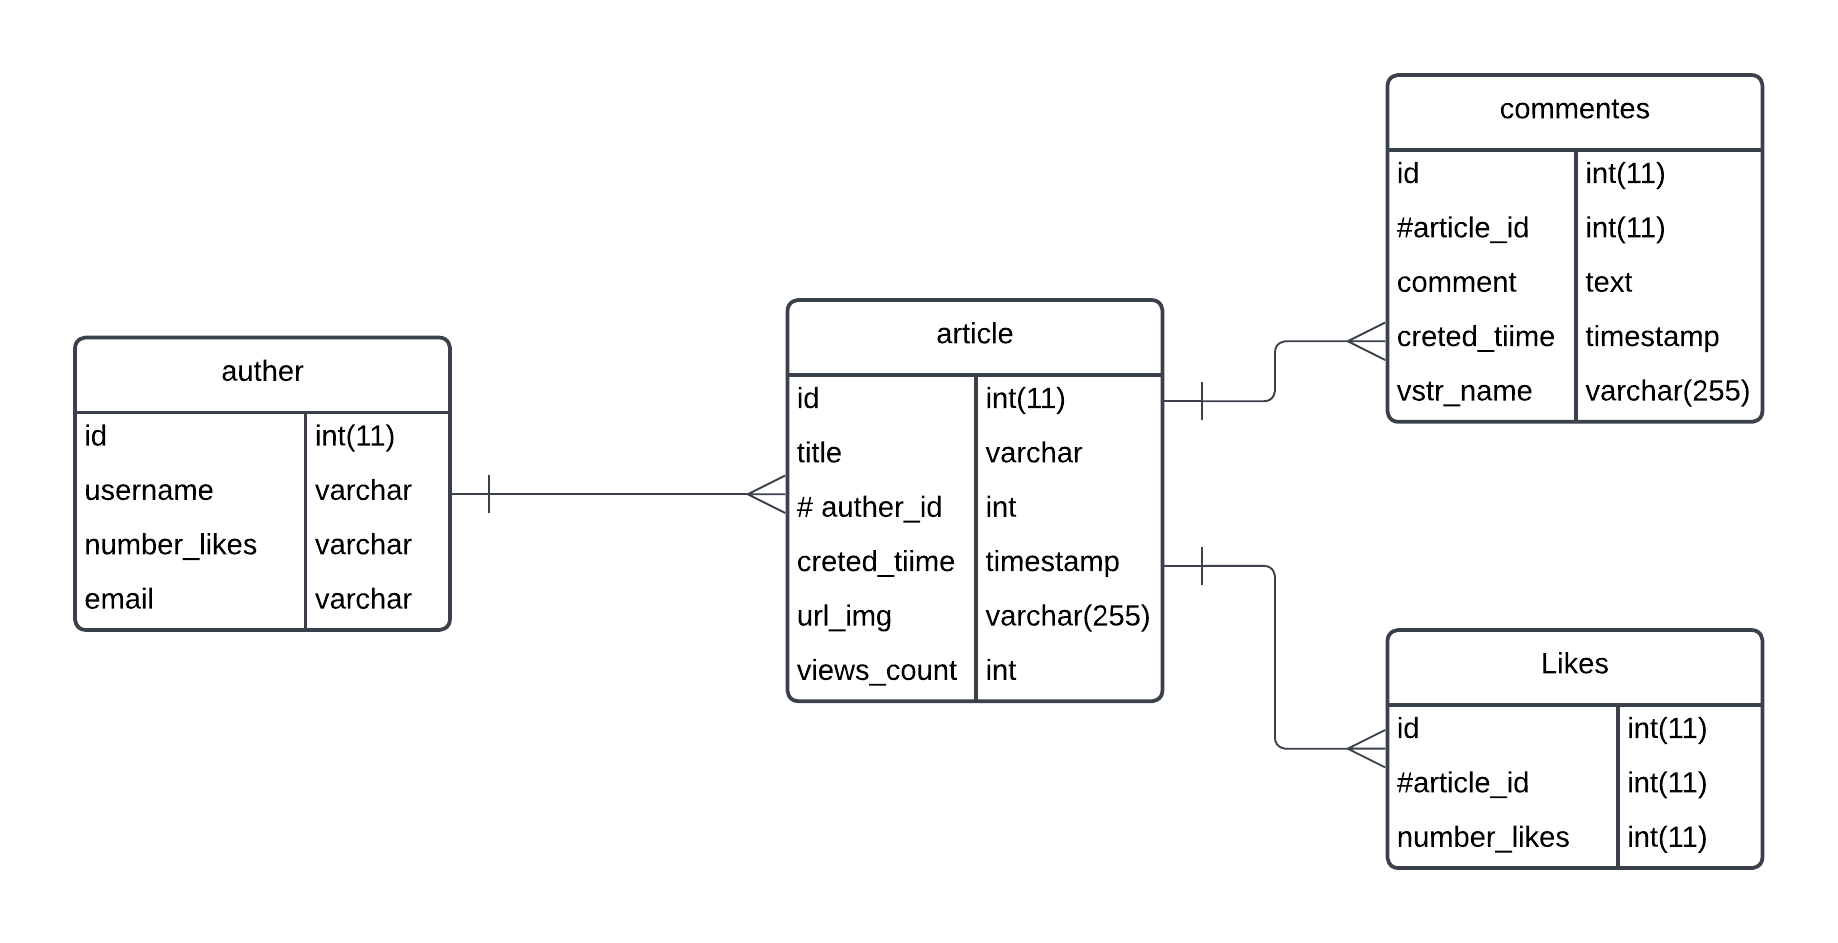 auther
id int(11)
username varchar
number_likes varchar
email varchar
article
id int(11)
title varchar
# auther_id int
creted_tiime timestamp
url_img varchar(255)
views_count int
commentes
id int(11)
#article_id int(11)
comment text
creted_tiime timestamp
vstr_name varchar(255)
Likes
id int(11)
#article_id int(11)
number_likes int(11)